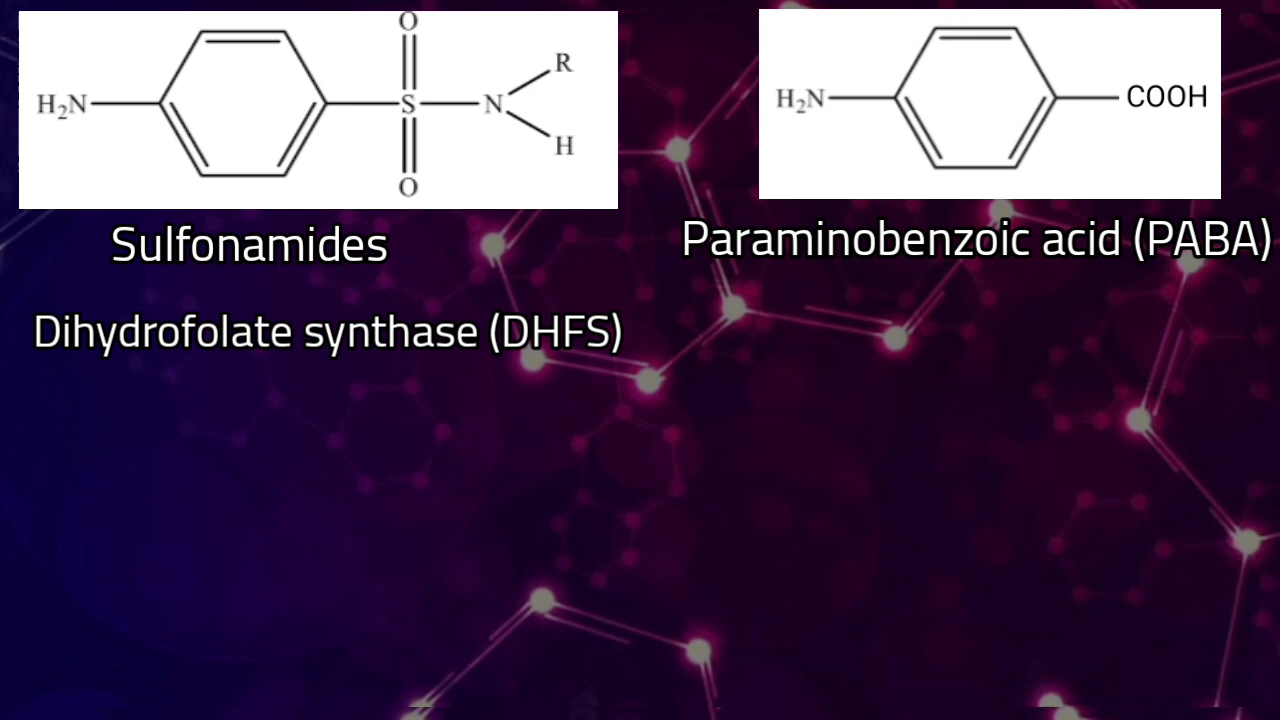 O
H₂N S N R
H
O
H₂N COOH
Sulfonamides
Paraminobenzoic acid (PABA)
Dihydrofolate synthase (DHFS)